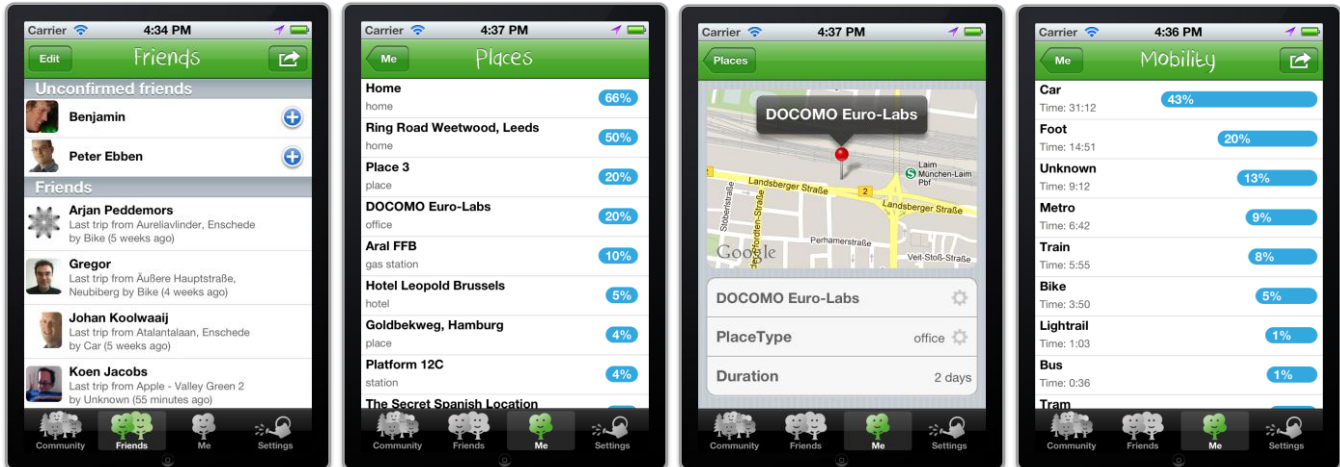 Carrier 4:34 PM
Edit Friends
Unconfirmed friends
Benjamin
Peter Ebben
Friends
Arjan Peddemors
Last trip from Aureliavlinder, Enschede
by Bike (5 weeks ago)
Gregor
Last trip from Äußere Hauptstraße,
Neubiberg by Bike (4 weeks ago)
Johan Koolwaaij
Last trip from Atalantalaan, Enschede
by Car (5 weeks ago)
Koen Jacobs
Last trip from Apple - Valley Green 2
by Unknown (55 minutes ago)
Community Friends Me Settings
Carrier 4:37 PM
Me Places
Home
home 66%
Ring Road Weetwood, Leeds
home 50%
Place 3
place 20%
DOCOMO Euro-Labs
office 20%
Aral FFB
gas station 10%
Hotel Leopold Brussels
hotel 5%
Goldbekweg, Hamburg
place 4%
Platform 12C
station 4%
The Secret Spanish Location
Community Friends Me Settings
Carrier 4:37 PM
Places
DOCOMO Euro-Labs
Laim
S München-Laim
Pbf
Landsberger Straße
2
Landsberger Straße
Stöberlstraße
Perhamerstraße
Veit-Stoß-Straße
Google
DOCOMO Euro-Labs
PlaceType office
Duration 2 days
Community Friends Me Settings
Carrier 4:36 PM
Me Mobility
Car
Time: 31:12 43%
Foot
Time: 14:51 20%
Unknown
Time: 9:12 13%
Metro
Time: 6:42 9%
Train
Time: 5:55 8%
Bike
Time: 3:50 5%
Lightrail
Time: 1:03 1%
Bus
Time: 0:36 1%
Tram
Community Friends Me Settings